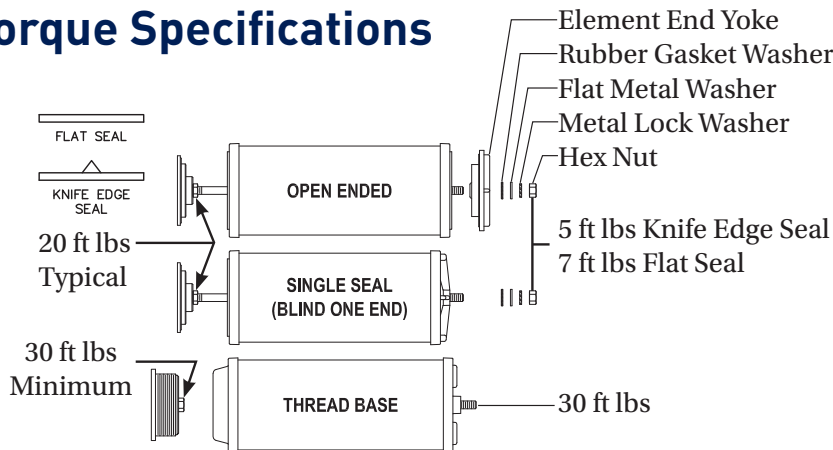 orque Specifications
Element End Yoke
Rubber Gasket Washer
Flat Metal Washer
Metal Lock Washer
Hex Nut
FLAT SEAL
KNIFE EDGE
SEAL
OPEN ENDED
20 ft lbs
Typical
5 ft lbs Knife Edge Seal
7 ft lbs Flat Seal
SINGLE SEAL
(BLIND ONE END)
30 ft lbs
Minimum
THREAD BASE
30 ft lbs